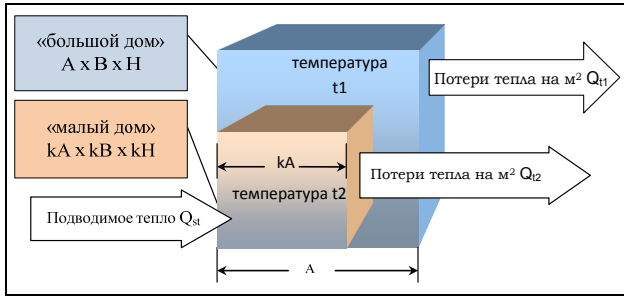 «большой дом»
A x B x H
температура
t1
Потери тепла на м² Qt1
«малый дом»
kA x kB x kH
kA
температура t2
Потери тепла на м² Qt2
Подводимое тепло Qst
A